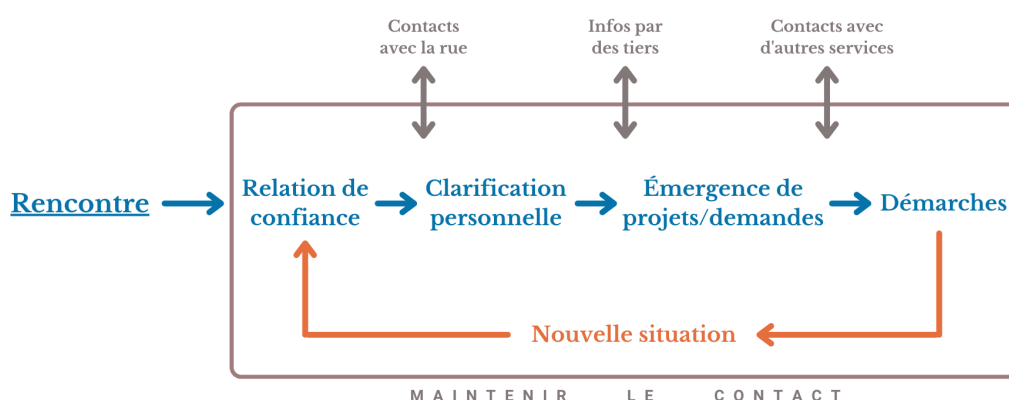 Contacts
avec la rue
Infos par
des tiers
Contacts avec
d'autres services
Rencontre
Relation de
confiance
Clarification
personnelle
Émergence de
projets/demandes
Démarches
Nouvelle situation
MAINTENIR LE CONTACT